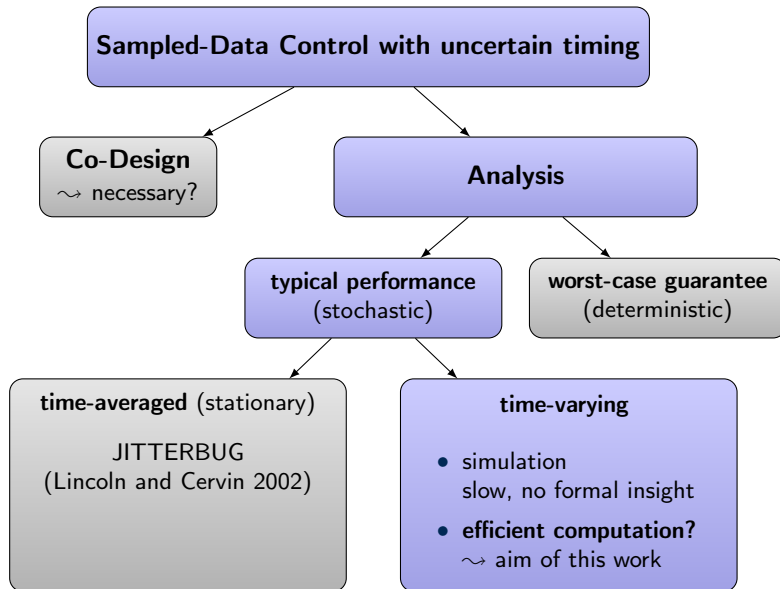 Sampled-Data Control with uncertain timing
Co-Design
⤳ necessary?
Analysis
typical performance
(stochastic)
worst-case guarantee
(deterministic)
time-averaged (stationary)
JITTERBUG
(Lincoln and Cervin 2002)
time-varying
• simulation
slow, no formal insight
• efficient computation?
⤳ aim of this work